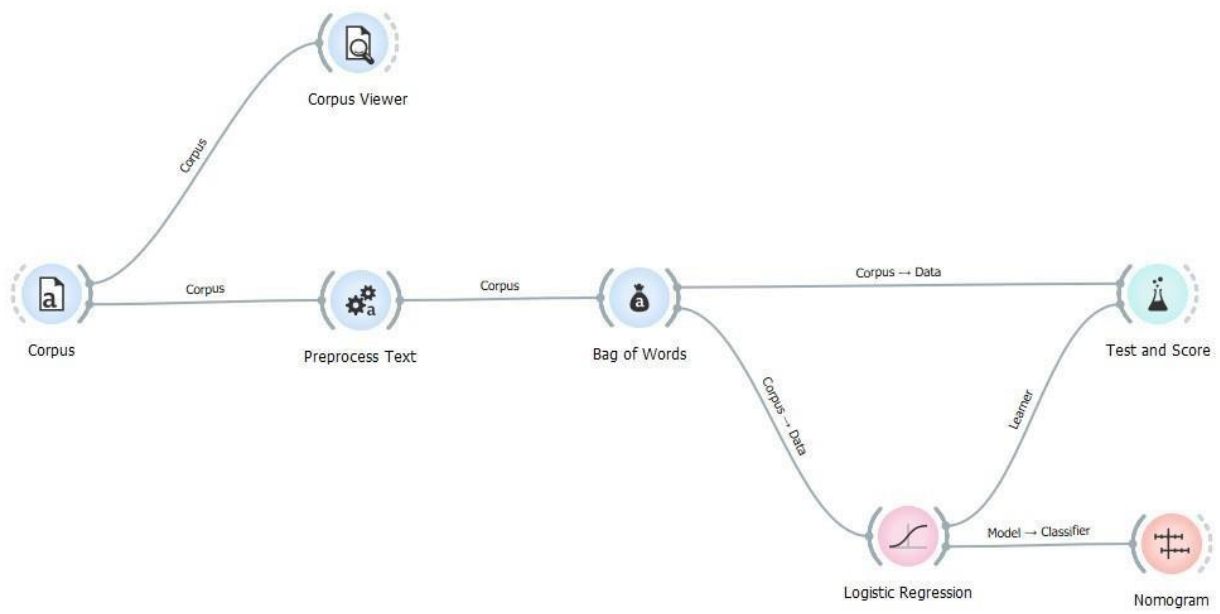 Corpus Viewer
Corpus
Corpus
Corpus
Corpus → Data
Corpus
Preprocess Text
Bag of Words
Test and Score
Corpus → Data
Learner
Model → Classifier
Logistic Regression
Nomogram
a
a
a